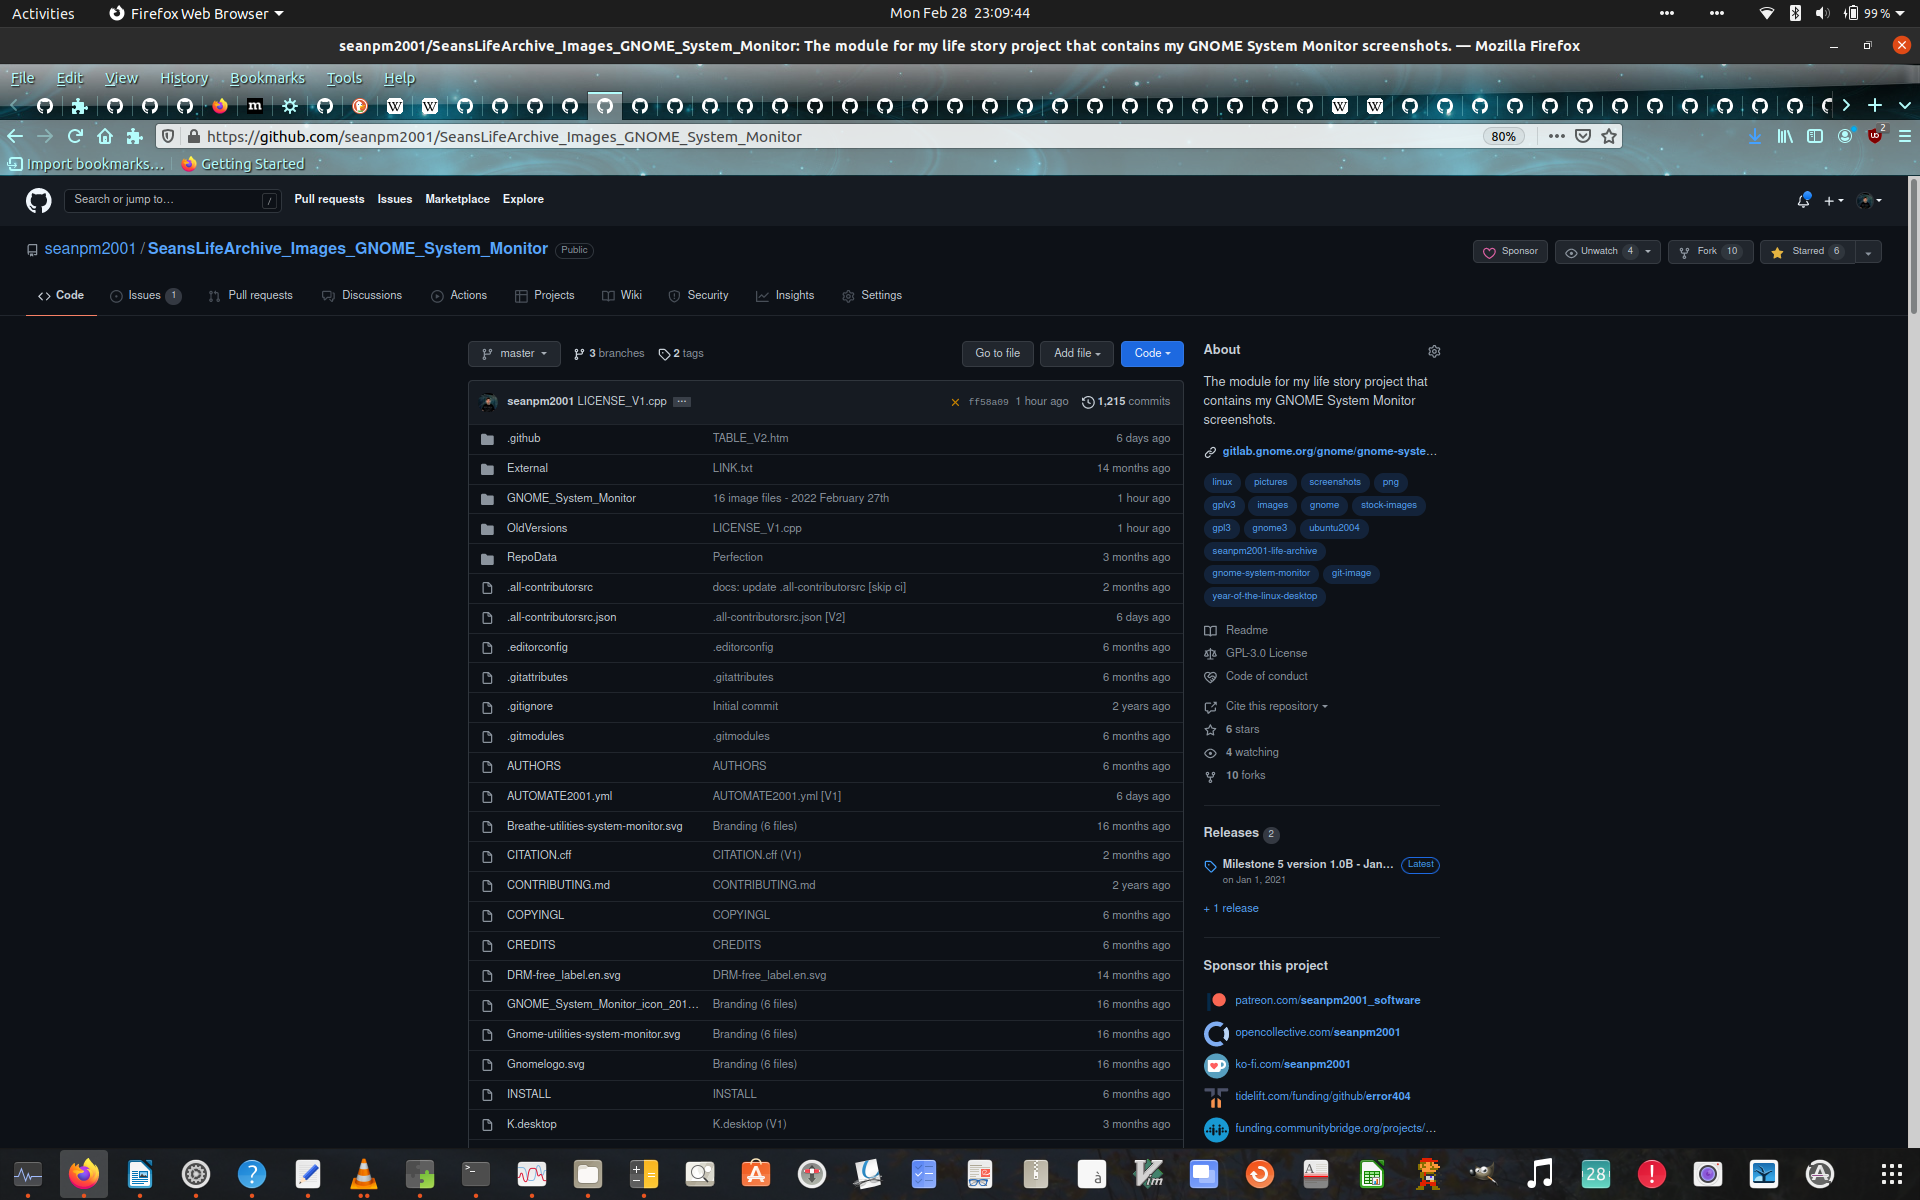 Activities Firefox Web Browser Mon Feb 28 23:09:44 99 %
seanpm2001/SeansLifeArchive_Images_GNOME_System_Monitor: The module for my life story project that contains my GNOME System Monitor screenshots. — Mozilla Firefox
File Edit View History Bookmarks Tools Help
https://github.com/seanpm2001/SeansLifeArchive_Images_GNOME_System_Monitor 80% 2
Import bookmarks… Getting Started
Search or jump to… / Pull requests Issues Marketplace Explore
seanpm2001 / SeansLifeArchive_Images_GNOME_System_Monitor Public Sponsor Unwatch 4 Fork 10 Starred 6
Code Issues 1 Pull requests Discussions Actions Projects Wiki Security Insights Settings
master 3 branches 2 tags Go to file Add file Code
seanpm2001 LICENSE_V1.cpp … ff58a09 1 hour ago 1,215 commits
.github TABLE_V2.htm 6 days ago
External LINK.txt 14 months ago
GNOME_System_Monitor 16 image files - 2022 February 27th 1 hour ago
OldVersions LICENSE_V1.cpp 1 hour ago
RepoData Perfection 3 months ago
.all-contributorsrc docs: update .all-contributorsrc [skip ci] 2 months ago
.all-contributorsrc.json .all-contributorsrc.json [V2] 6 days ago
.editorconfig .editorconfig 6 months ago
.gitattributes .gitattributes 6 months ago
.gitignore Initial commit 2 years ago
.gitmodules .gitmodules 6 months ago
AUTHORS AUTHORS 6 months ago
AUTOMATE2001.yml AUTOMATE2001.yml [V1] 6 days ago
Breathe-utilities-system-monitor.svg Branding (6 files) 16 months ago
CITATION.cff CITATION.cff (V1) 2 months ago
CONTRIBUTING.md CONTRIBUTING.md 2 years ago
COPYINGL COPYINGL 6 months ago
CREDITS CREDITS 6 months ago
DRM-free_label.en.svg DRM-free_label.en.svg 14 months ago
GNOME_System_Monitor_icon_201… Branding (6 files) 16 months ago
Gnome-utilities-system-monitor.svg Branding (6 files) 16 months ago
Gnomelogo.svg Branding (6 files) 16 months ago
INSTALL INSTALL 6 months ago
K.desktop K.desktop (V1) 3 months ago
About
The module for my life story project that
contains my GNOME System Monitor
screenshots.
gitlab.gnome.org/gnome/gnome-syste…
linux pictures screenshots png
gplv3 images gnome stock-images
gpl3 gnome3 ubuntu2004
seanpm2001-life-archive
gnome-system-monitor git-image
year-of-the-linux-desktop
Readme
GPL-3.0 License
Code of conduct
Cite this repository
6 stars
4 watching
10 forks
Releases 2
Milestone 5 version 1.0B - Jan… Latest
on Jan 1, 2021
+ 1 release
Sponsor this project
patreon.com/seanpm2001_software
opencollective.com/seanpm2001
ko-fi.com/seanpm2001
tidelift.com/funding/github/error404
funding.communitybridge.org/projects/…
28